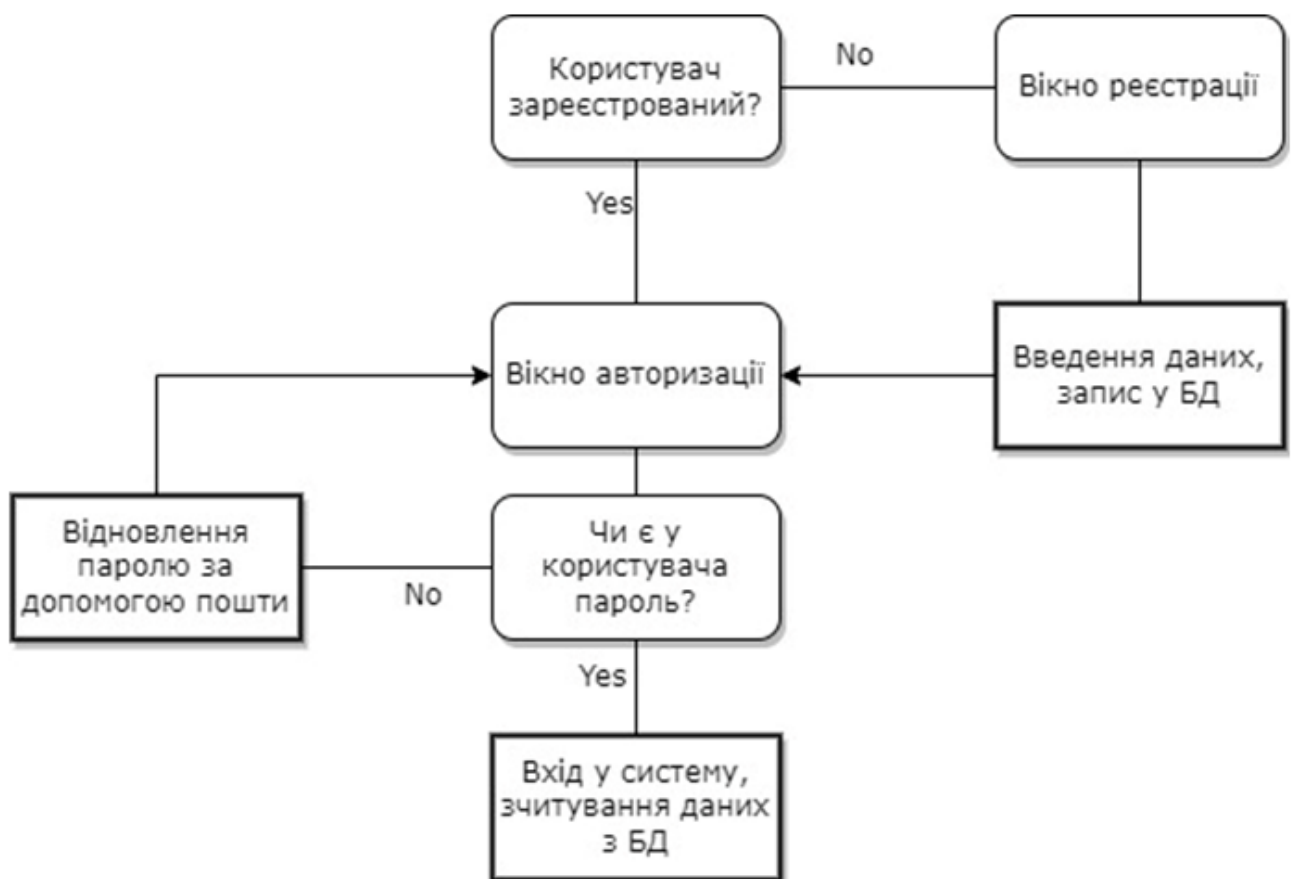 Користувач
зареєстрований?
No
Вікно реєстрації
Yes
Вікно авторизації
Введення даних,
запис у БД
Відновлення
паролю за
допомогою пошти
No
Чи є у
користувача
пароль?
Yes
Вхід у систему,
зчитування даних
з БД